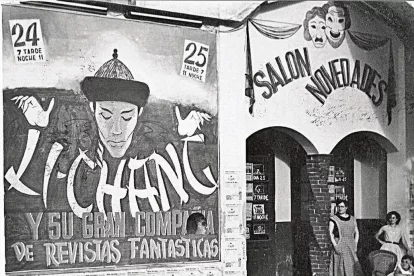 24
7 TARDE
NOCHE 11
25
TARDE 7
11 NOCHE
LI-CHANG
Y SU GRAN COMPAÑIA
DE REVISTAS FANTASTICAS
SALON
NOVEDADES